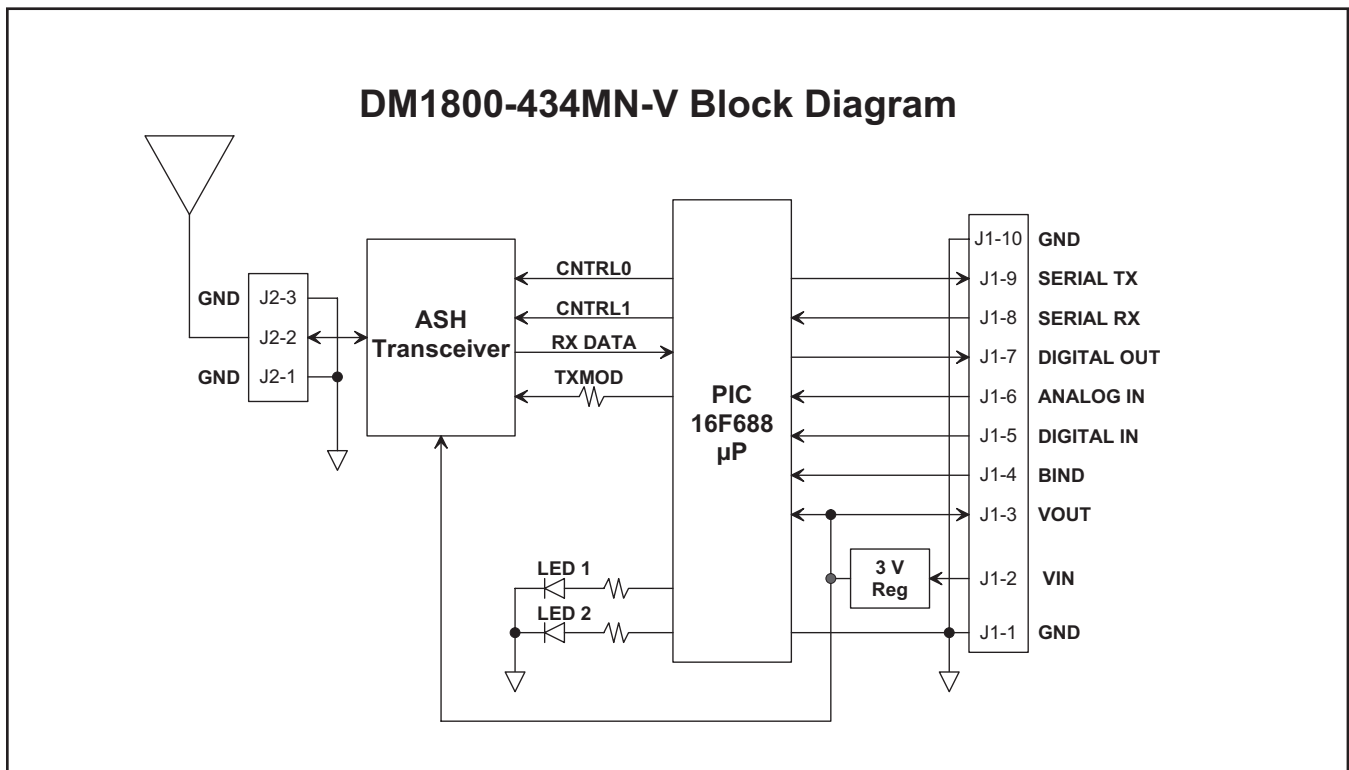 DM1800-434MN-V Block Diagram
GND
J2-3
J2-2
GND
J2-1
ASH
Transceiver
CNTRL0
CNTRL1
RX DATA
TXMOD
LED 1
LED 2
PIC
16F688
µP
3 V
Reg
J1-10 GND
J1-9 SERIAL TX
J1-8 SERIAL RX
J1-7 DIGITAL OUT
J1-6 ANALOG IN
J1-5 DIGITAL IN
J1-4 BIND
J1-3 VOUT
J1-2 VIN
J1-1 GND